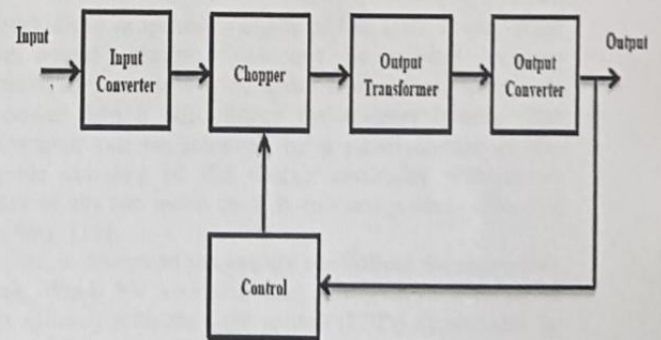 Input
Input
Converter
Chopper
Output
Transformer
Output
Converter
Output
Control